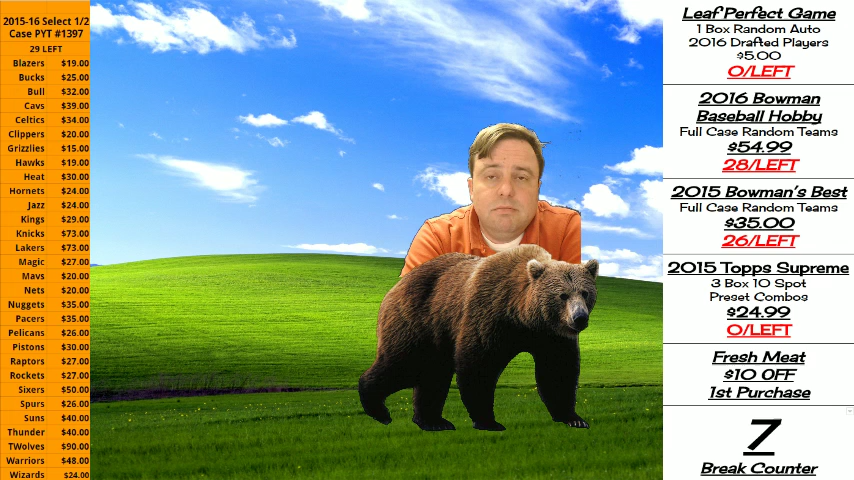 2015-16 Select 1/2
Case PYT #1397
29 LEFT
Blazers $19.00
Bucks $25.00
Bull $32.00
Cavs $39.00
Celtics $34.00
Clippers $20.00
Grizzlies $15.00
Hawks $19.00
Heat $30.00
Hornets $24.00
Jazz $24.00
Kings $29.00
Knicks $73.00
Lakers $73.00
Magic $27.00
Mavs $20.00
Nets $20.00
Nuggets $35.00
Pacers $35.00
Pelicans $26.00
Pistons $30.00
Raptors $27.00
Rockets $27.00
Sixers $50.00
Spurs $26.00
Suns $40.00
Thunder $40.00
TWolves $90.00
Warriors $48.00
Wizards $24.00
Leaf Perfect Game
1 Box Random Auto
2016 Drafted Players
$5.00
0/LEFT
2016 Bowman
Baseball Hobby
Full Case Random Teams
$54.99
28/LEFT
2015 Bowman's Best
Full Case Random Teams
$35.00
26/LEFT
2015 Topps Supreme
3 Box 10 Spot
Preset Combos
$24.99
0/LEFT
Fresh Meat
$10 OFF
1st Purchase
7
Break Counter